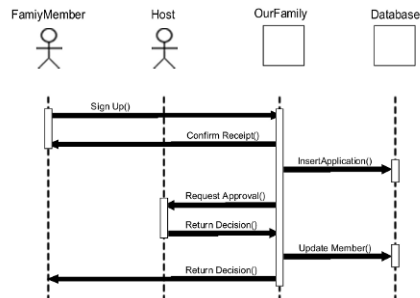 FamiyMember
Host
OurFamily
Database
Sign Up()
Confirm Receipt()
InsertApplication()
Request Approval()
Return Decision()
Update Member()
Return Decision()